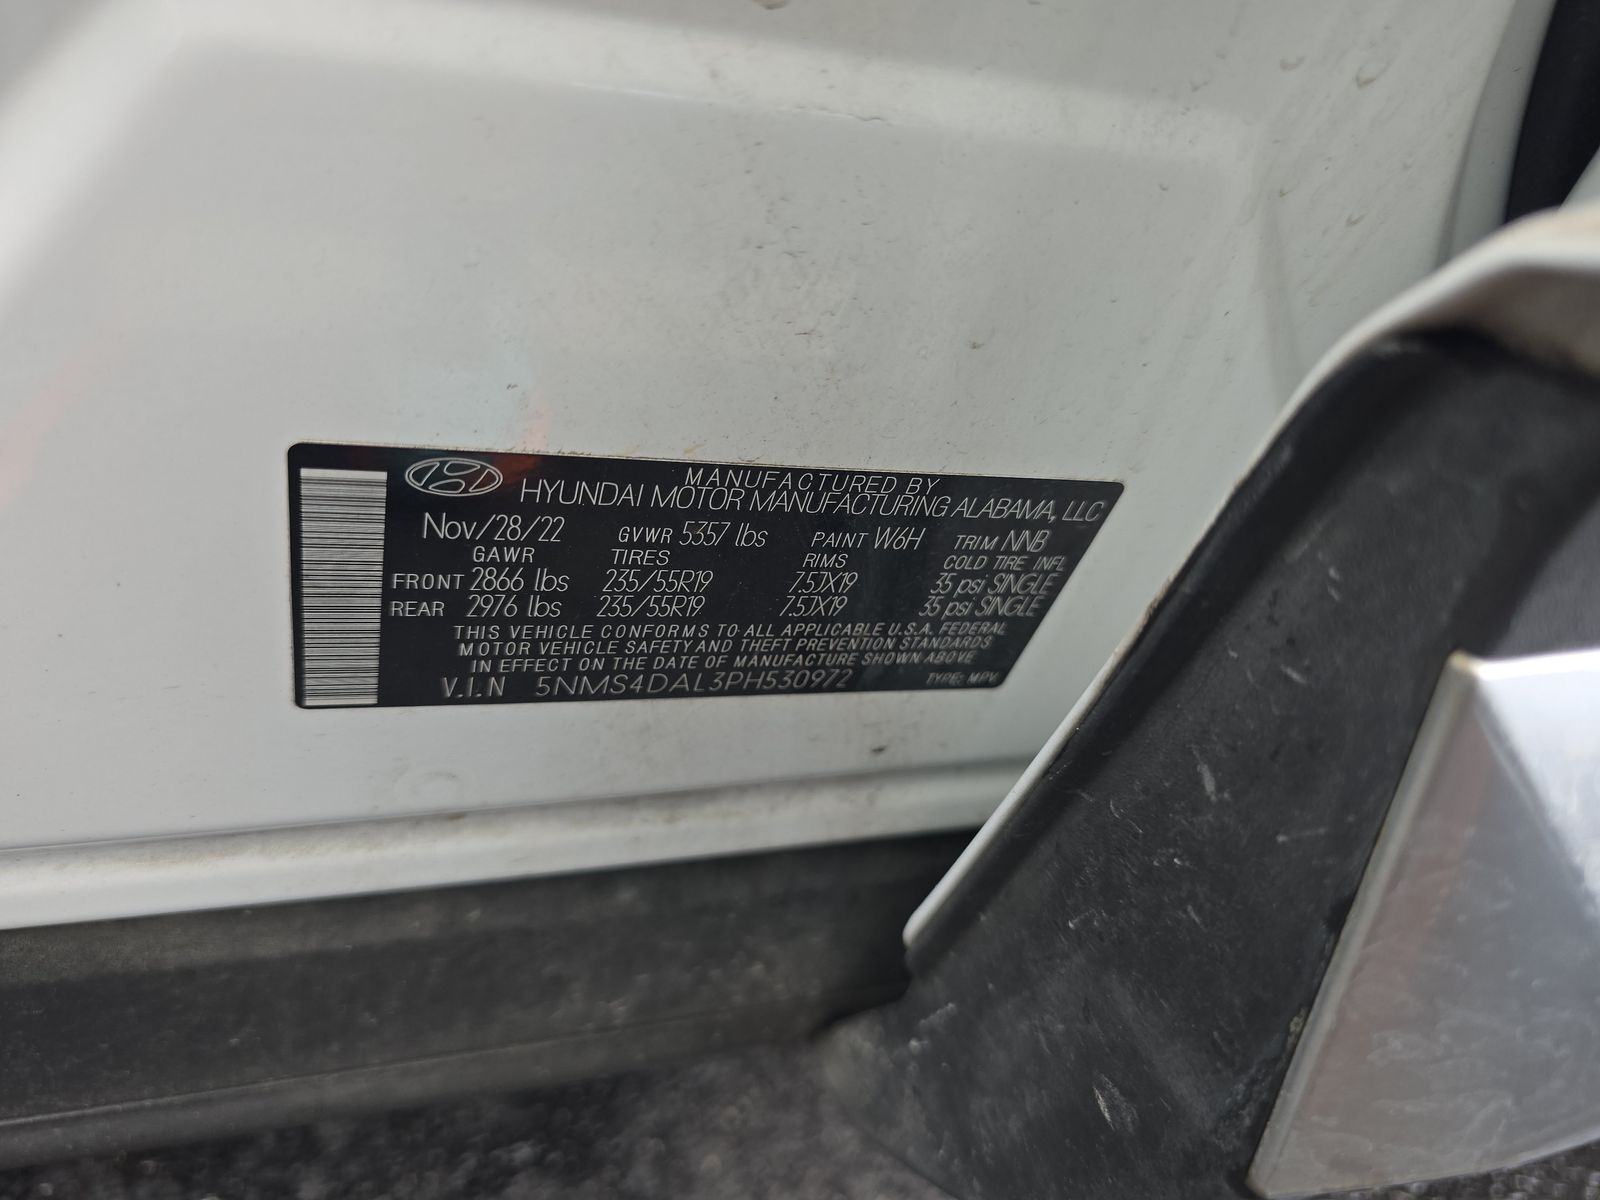 MANUFACTURED BY
HYUNDAI MOTOR MANUFACTURING ALABAMA, LLC
Nov/28/22 GVWR 5357 lbs PAINT W6H TRIM NNB
GAWR TIRES RIMS COLD TIRE INFL
FRONT 2866 lbs 235/55R19 7.5JX19 35 psi SINGLE
REAR 2976 lbs 235/55R19 7.5JX19 35 psi SINGLE
THIS VEHICLE CONFORMS TO ALL APPLICABLE U.S.A. FEDERAL
MOTOR VEHICLE SAFETY AND THEFT PREVENTION STANDARDS
IN EFFECT ON THE DATE OF MANUFACTURE SHOWN ABOVE
V.I.N 5NMS4DAL3PH530972 TYPE: MPV